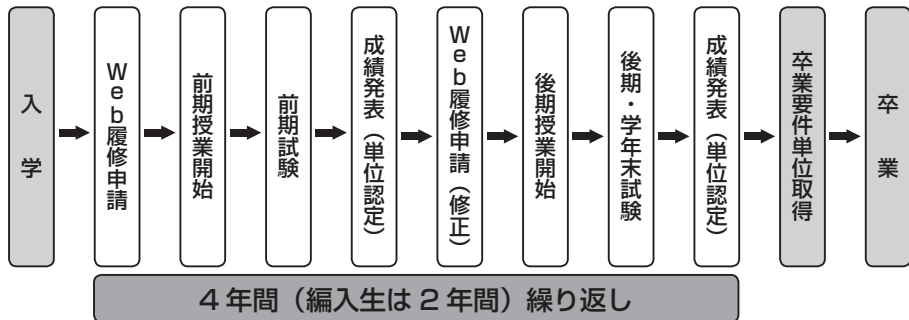 入学
Web履修申請
前期授業開始
前期試験
成績発表（単位認定）
Web履修申請（修正）
後期授業開始
後期・学年末試験
成績発表（単位認定）
卒業要件単位取得
卒業
4年間（編入生は2年間）繰り返し